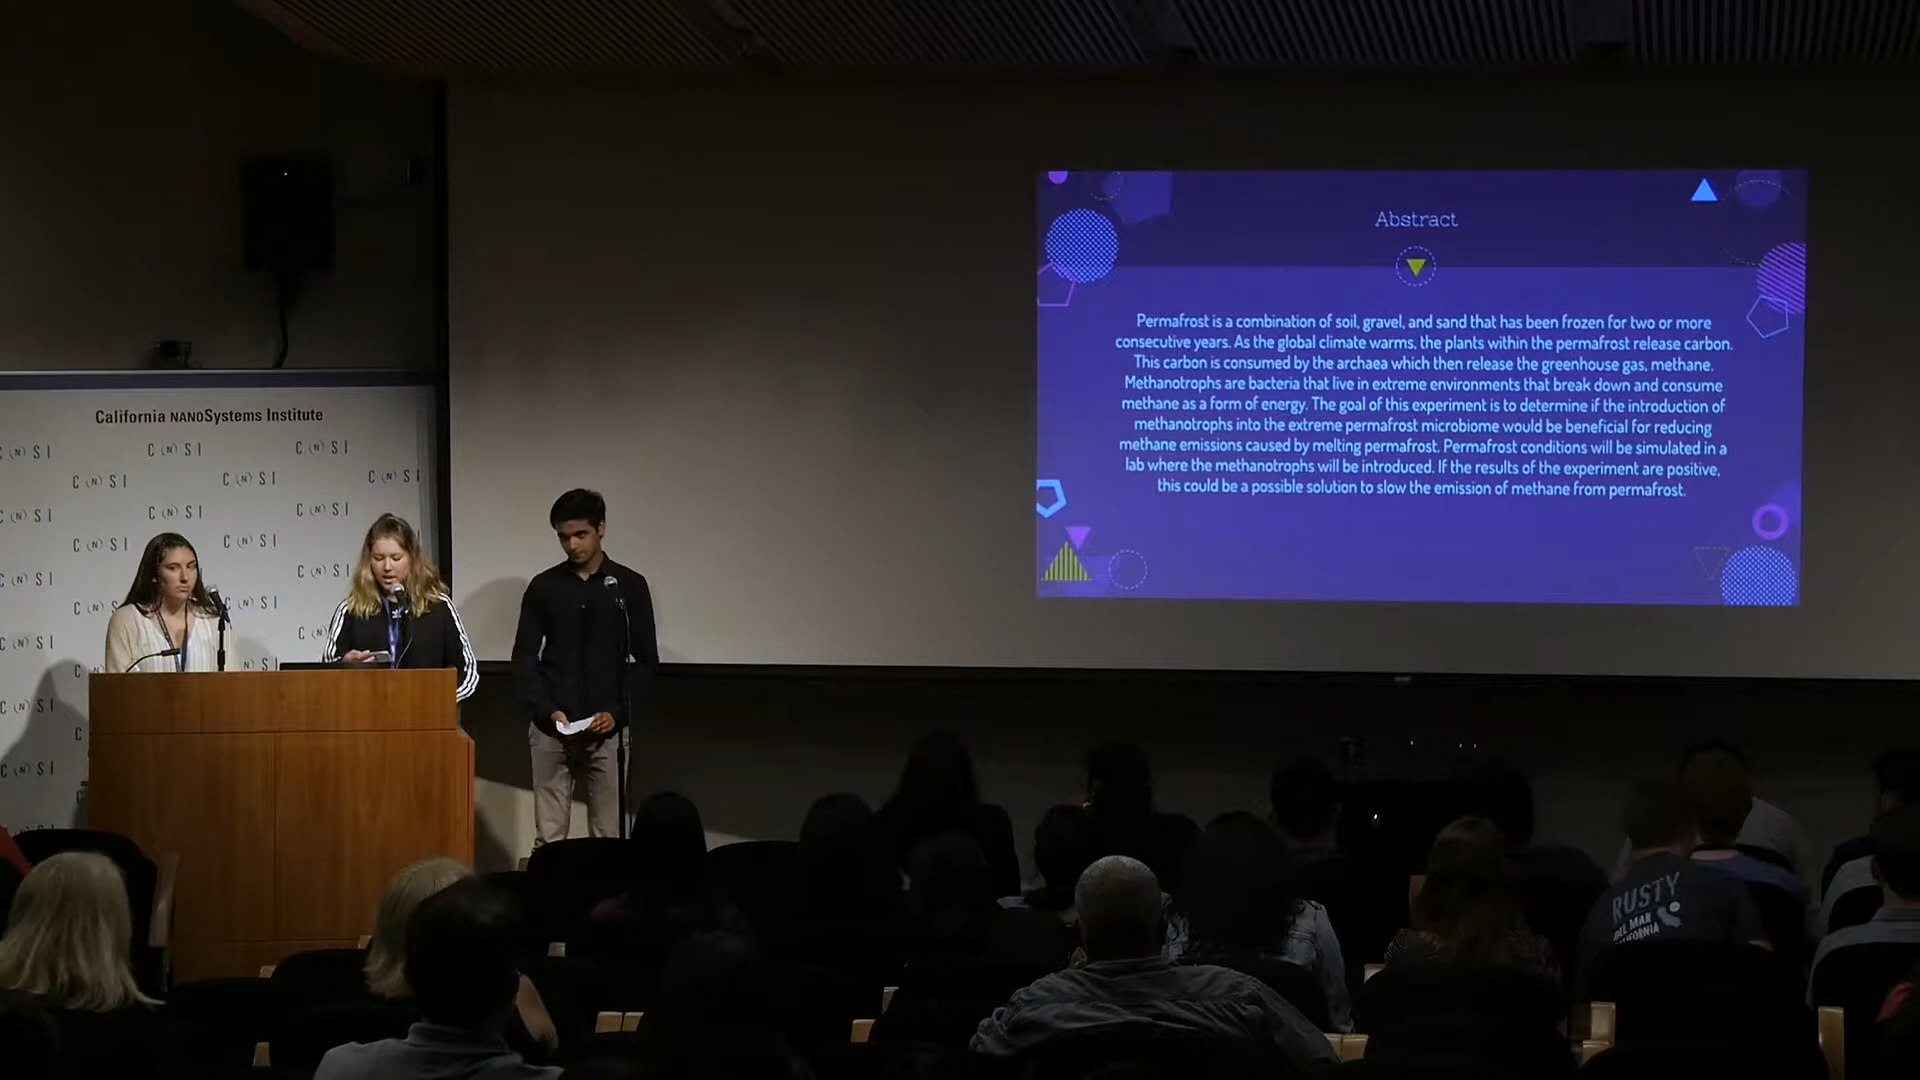 Abstract
Permafrost is a combination of soil, gravel, and sand that has been frozen for two or more
consecutive years. As the global climate warms, the plants within the permafrost release carbon.
This carbon is consumed by the archaea which then release the greenhouse gas, methane.
Methanotrophs are bacteria that live in extreme environments that break down and consume
methane as a form of energy. The goal of this experiment is to determine if the introduction of
methanotrophs into the extreme permafrost microbiome would be beneficial for reducing
methane emissions caused by melting permafrost. Permafrost conditions will be simulated in a
lab where the methanotrophs will be introduced. If the results of the experiment are positive,
this could be a possible solution to slow the emission of methane from permafrost.
California NANOSystems Institute
C (N) S I C (N) S I C (N) S I
C (N) S I C (N) S I C (N) S I
C (N) S I C (N) S I C (N) S I
C (N) S I C (N) S I
C (N) S I C (N) S I
C (N) S I
C (N) S I
C (N) S I
C (N) S I
RUSTY
DEL MAR
CALIFORNIA